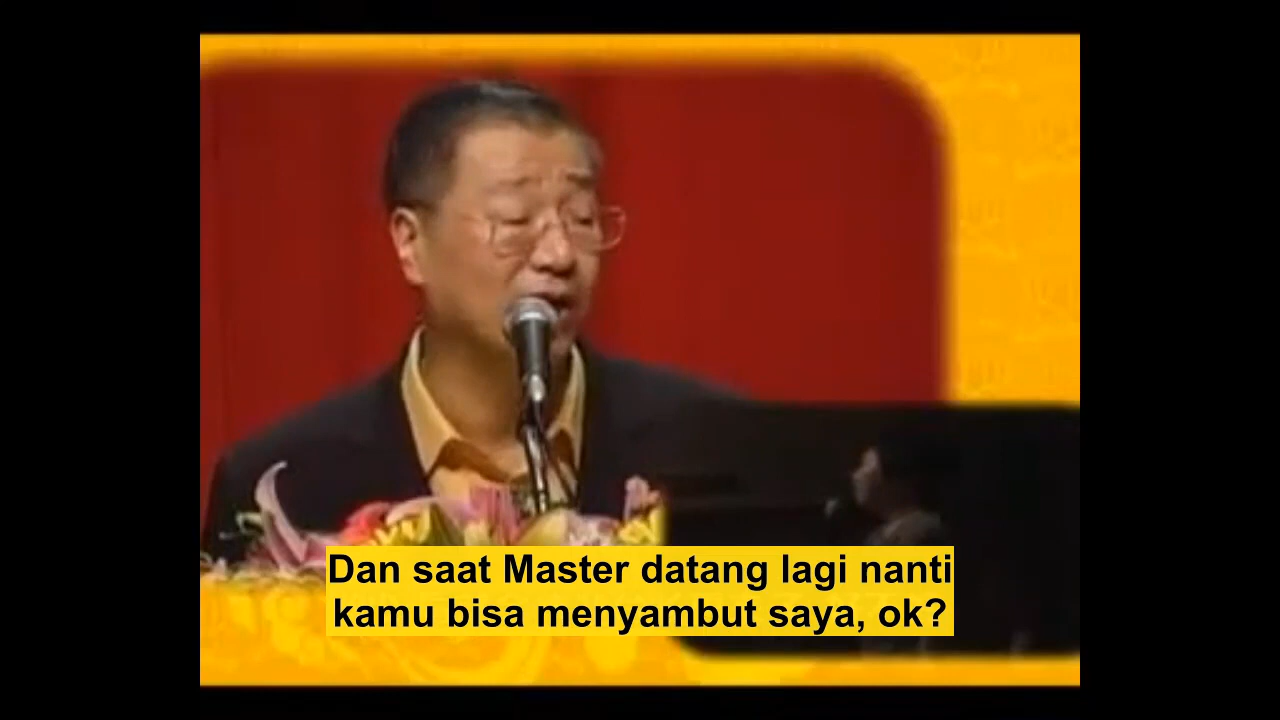 Dan saat Master datang lagi nanti
kamu bisa menyambut saya, ok?